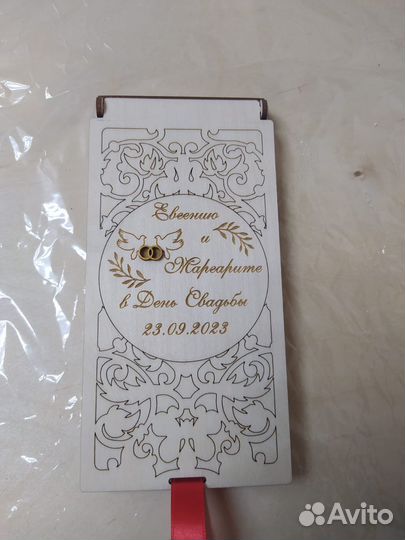 Евгению
и
Маргарите
в День Свадьбы
23.09.2023
Avito